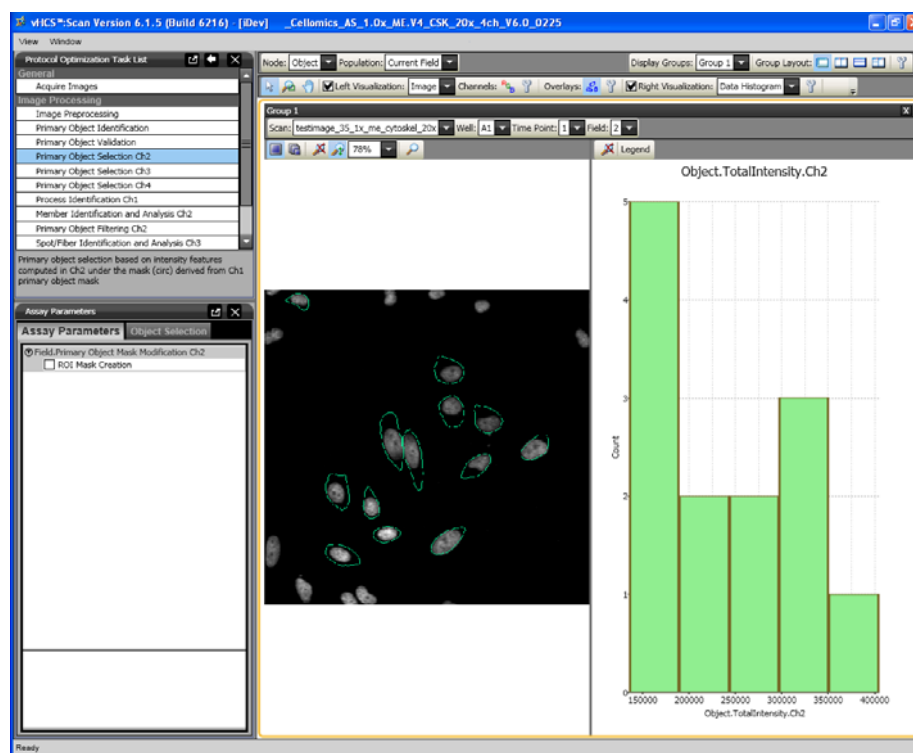 vHCS™:Scan Version 6.1.5 (Build 6216) - [iDev] _Cellomics_AS_1.0x_ME.V4_CSK_20x_4ch_V6.0_0225
View Window
Protocol Optimization Task List
General
Acquire Images
Image Processing
Image Preprocessing
Primary Object Identification
Primary Object Validation
Primary Object Selection Ch2
Primary Object Selection Ch3
Primary Object Selection Ch4
Process Identification Ch1
Member Identification and Analysis Ch2
Primary Object Filtering Ch2
Spot/Fiber Identification and Analysis Ch3
Primary object selection based on intensity features
computed in Ch2 under the mask (circ) derived from Ch1
primary object mask
Assay Parameters
Assay Parameters Object Selection
Field.Primary Object Mask Modification Ch2
ROI Mask Creation
Node: Object Population: Current Field Display Groups: Group 1 Group Layout:
Left Visualization: Image Channels: Overlays: Right Visualization: Data Histogram
Group 1 X
Scan: testimage_35_1x_me_cytoskel_20x Well: A1 Time Point: 1 Field: 2
78% Legend
Object.TotalIntensity.Ch2
5
4
3
2
1
0
Count
150000 200000 250000 300000 350000 400000
Object.TotalIntensity.Ch2
Ready